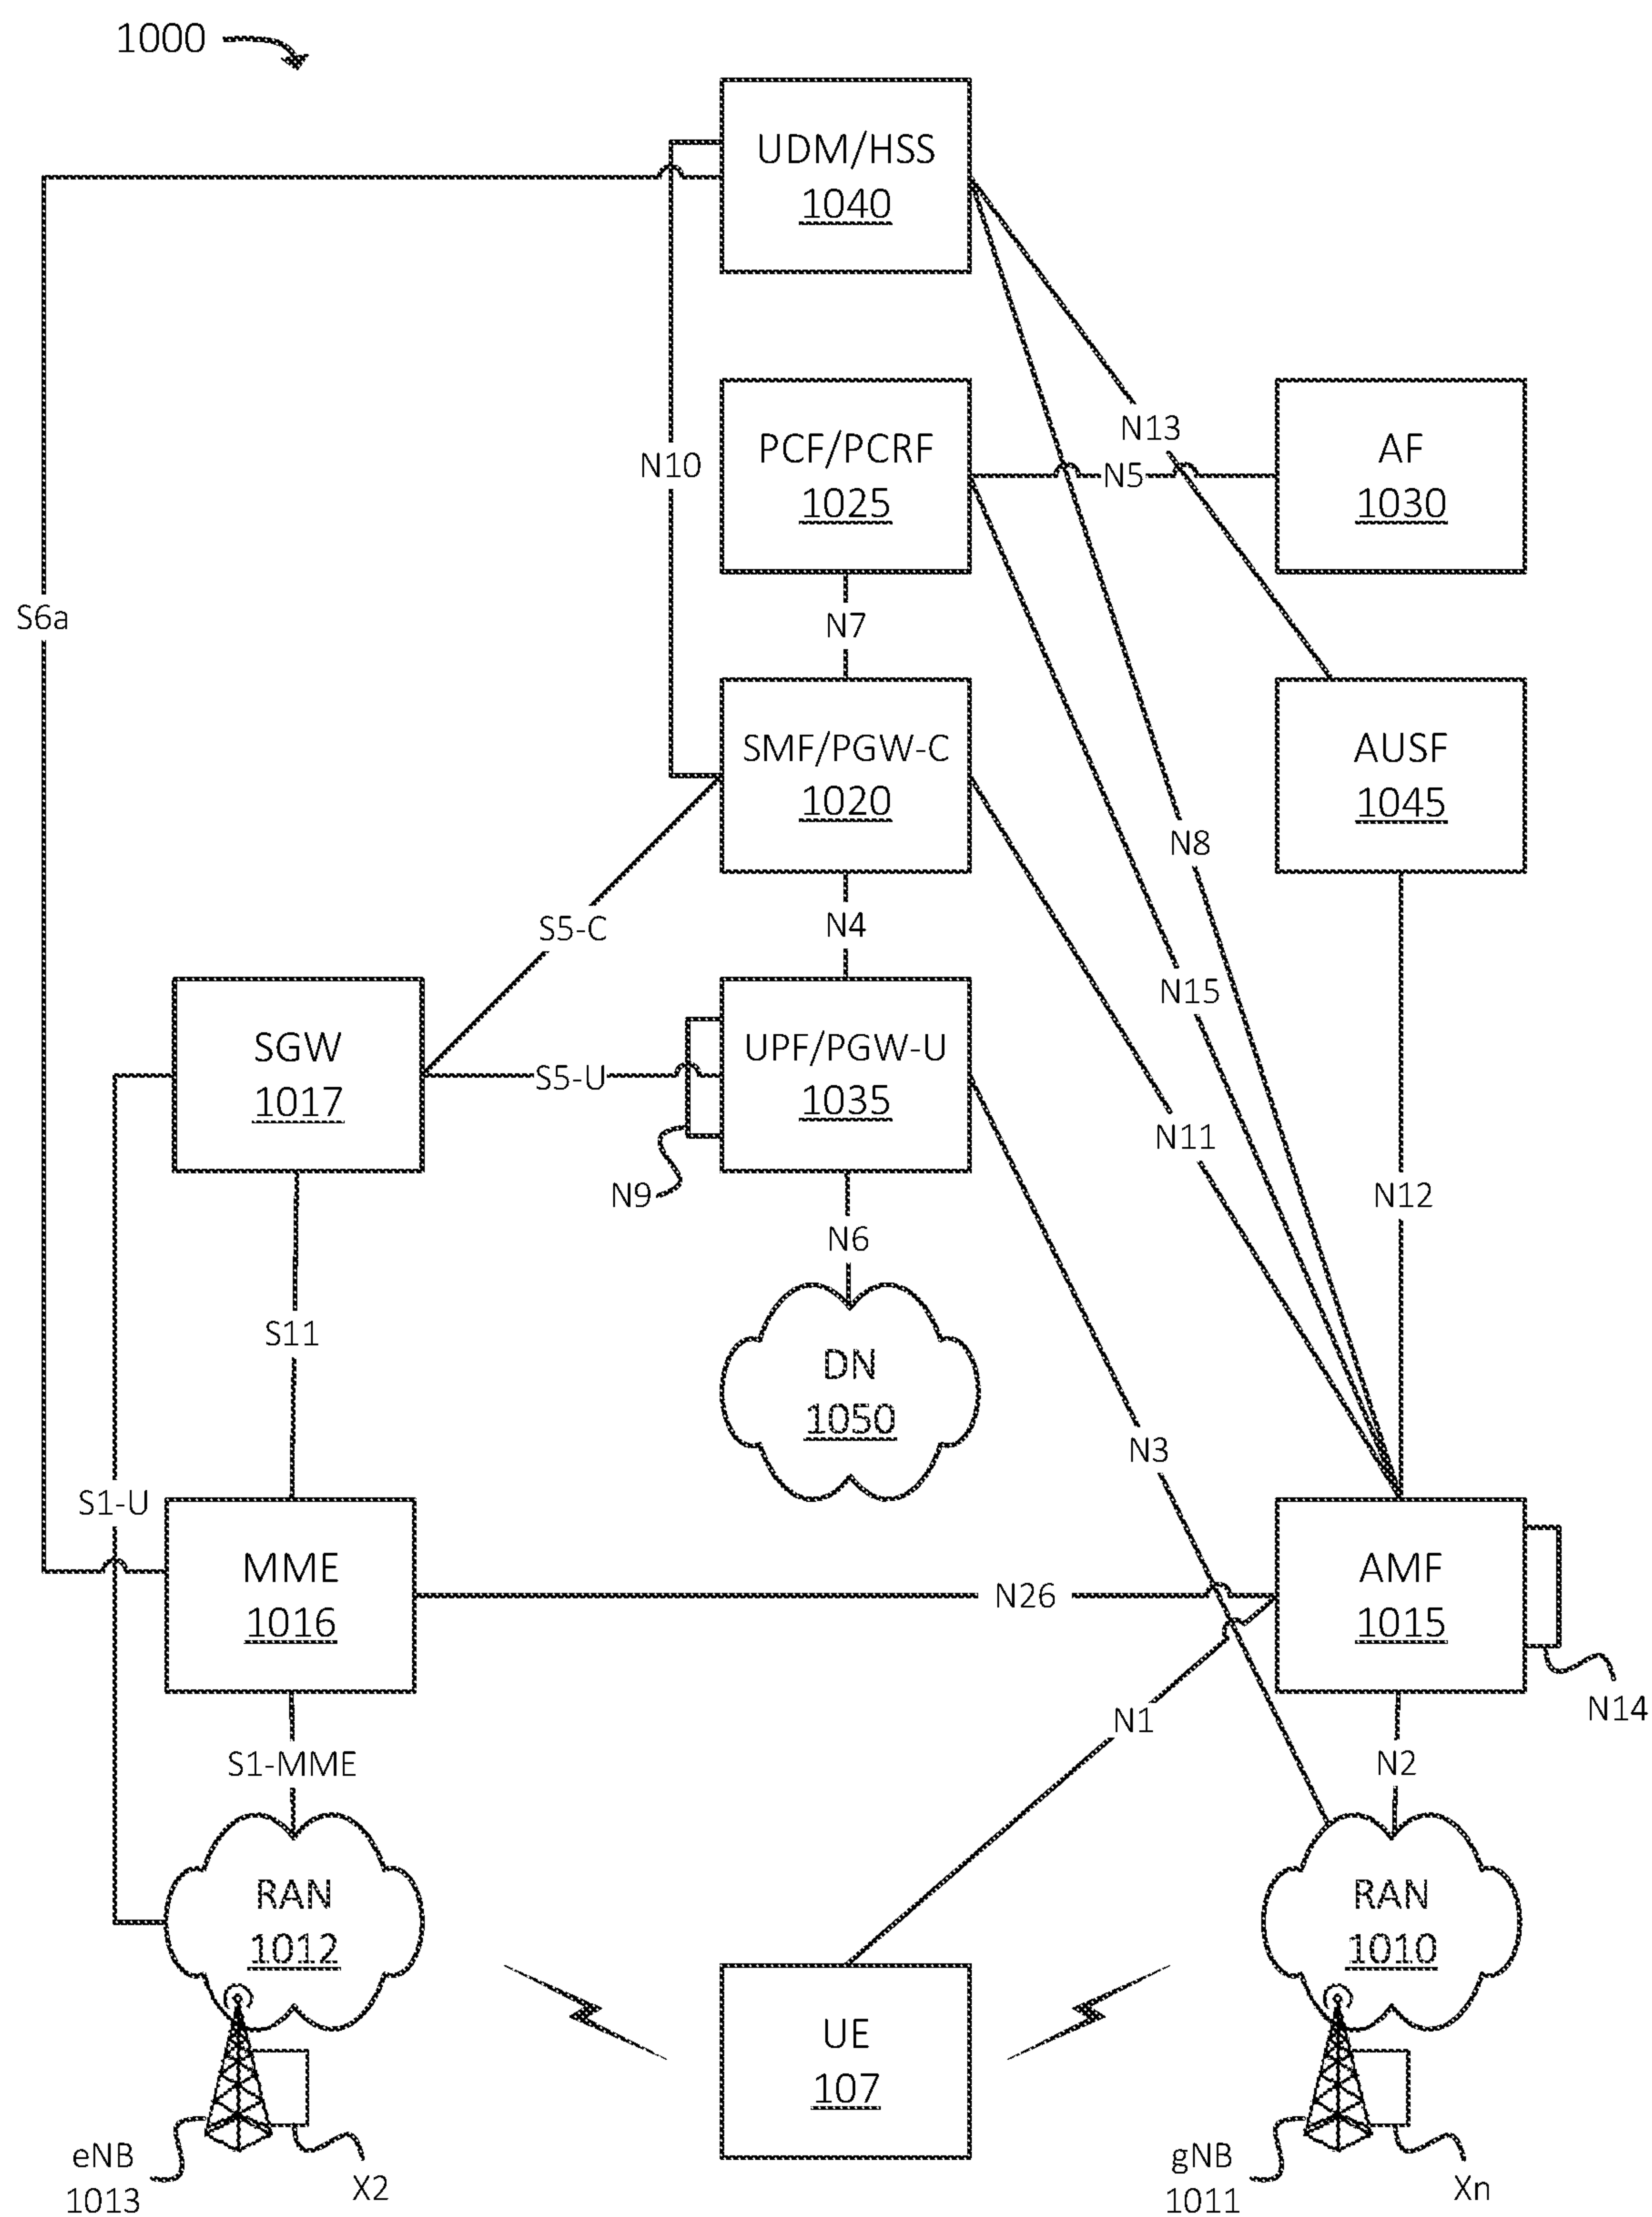 1000
UDM/HSS
1040
N13
PCF/PCRF
1025
N5
AF
1030
N10
S6a
N7
SMF/PGW-C
1020
AUSF
1045
N8
S5-C
N4
N15
SGW
1017
S5-U
UPF/PGW-U
1035
N11
N9
N12
N6
S11
DN
1050
N3
S1-U
MME
1016
N26
AMF
1015
N14
N1
S1-MME
N2
RAN
1012
RAN
1010
UE
107
eNB
1013
X2
gNB
1011
Xn